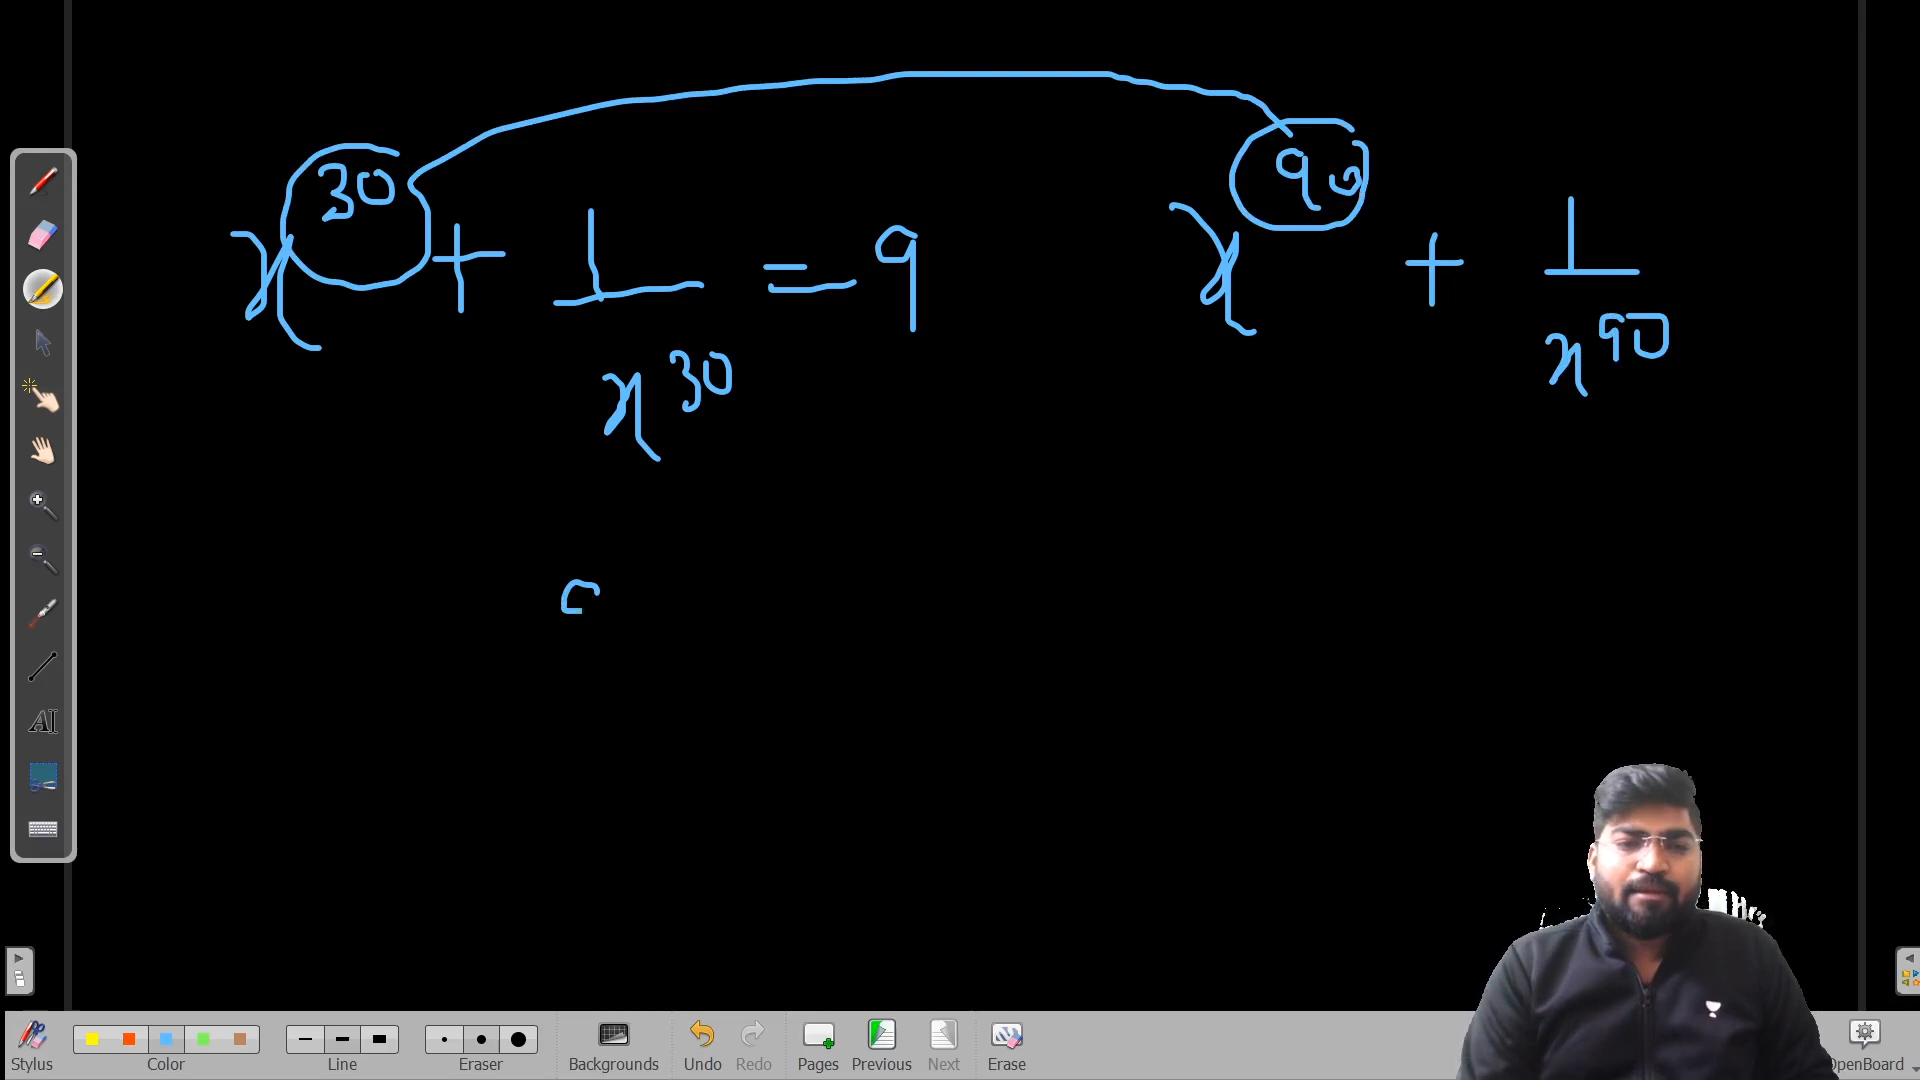 x^30 + 1/x^30 = 9
x^90 + 1/x^90
AI
Stylus
Color
Line
Eraser
Backgrounds
Undo
Redo
Pages
Previous
Next
Erase
OpenBoard